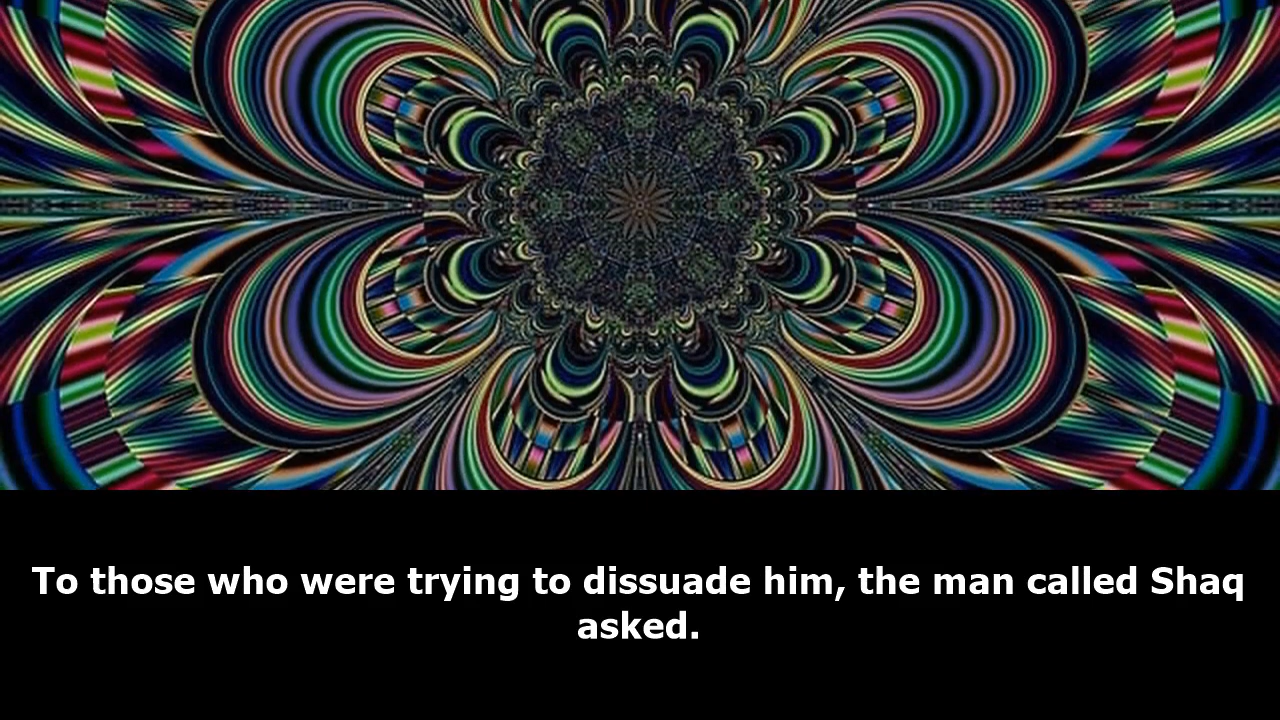 To those who were trying to dissuade him, the man called Shaq
asked.